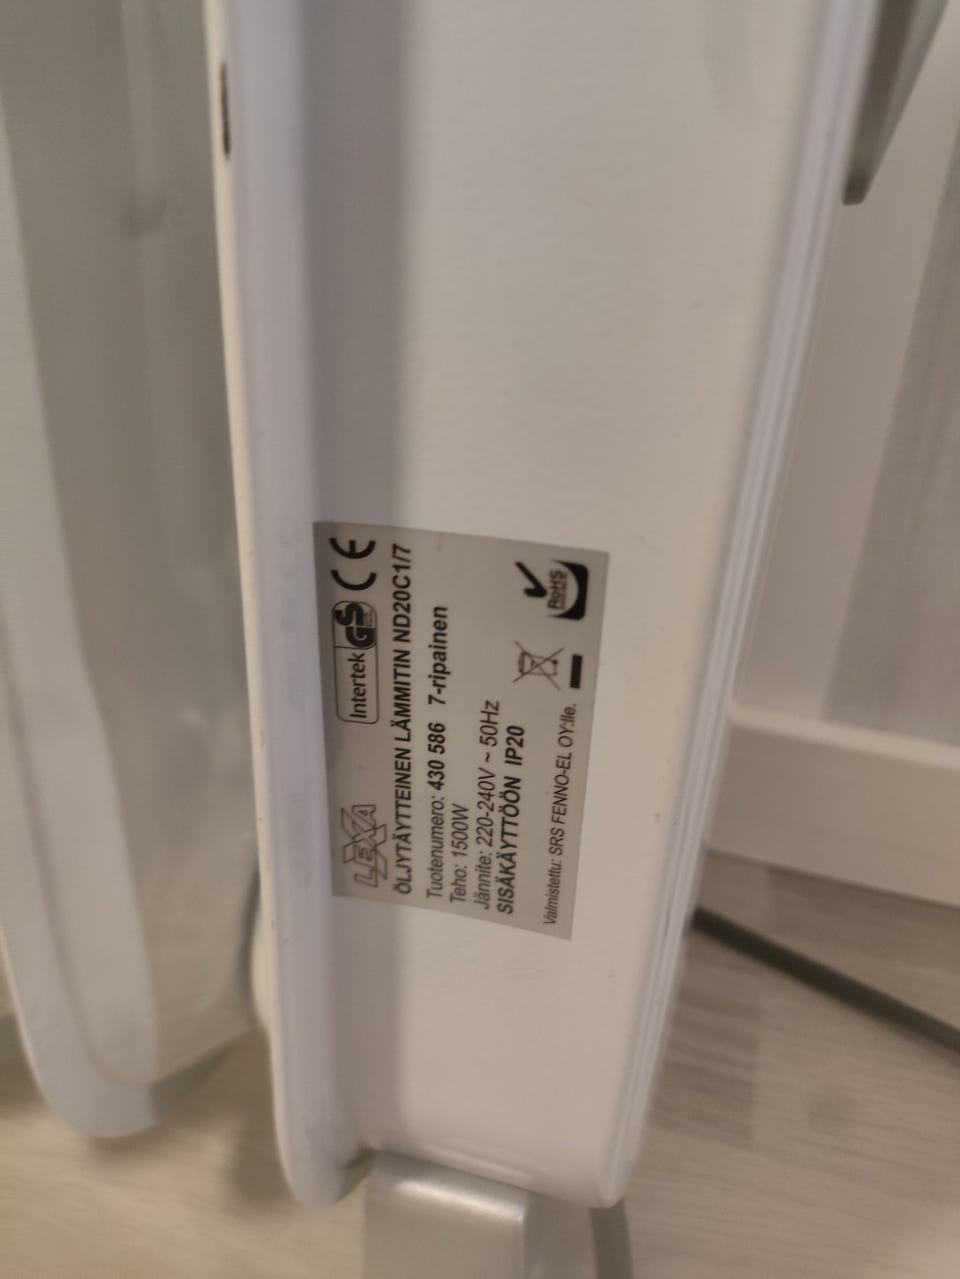 LEXA Intertek GS CE
ÖLJYTÄYTTEINEN LÄMMITIN ND20C1/7
Tuotenumero: 430 586 7-ripainen
Teho: 1500W
Jännite: 220-240V ~ 50Hz
SISÄKÄYTTÖÖN IP20
RoHS
Valmistettu: SRS FENNO-EL OY:lle.